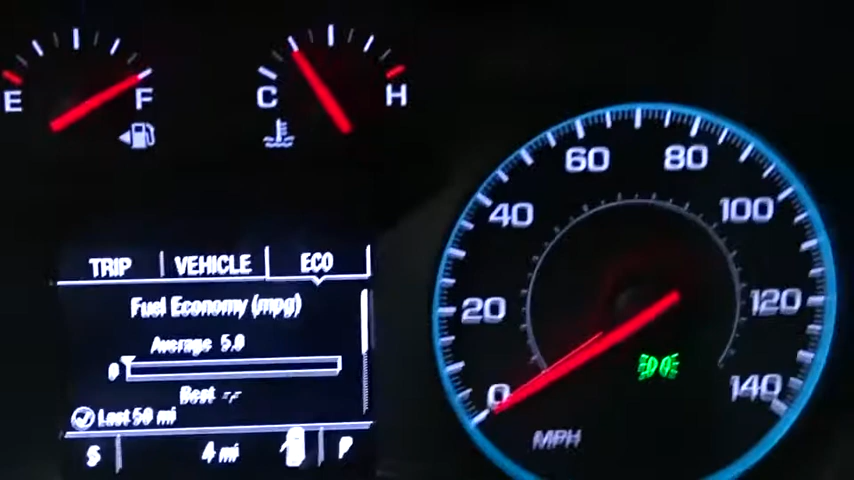 E F
C H
TRIP VEHICLE ECO
Fuel Economy (mpg)
Average 5.0
0
Best -.-
Last 50 mi
S 4 mi P
0 20 40 60 80 100 120 140
MPH